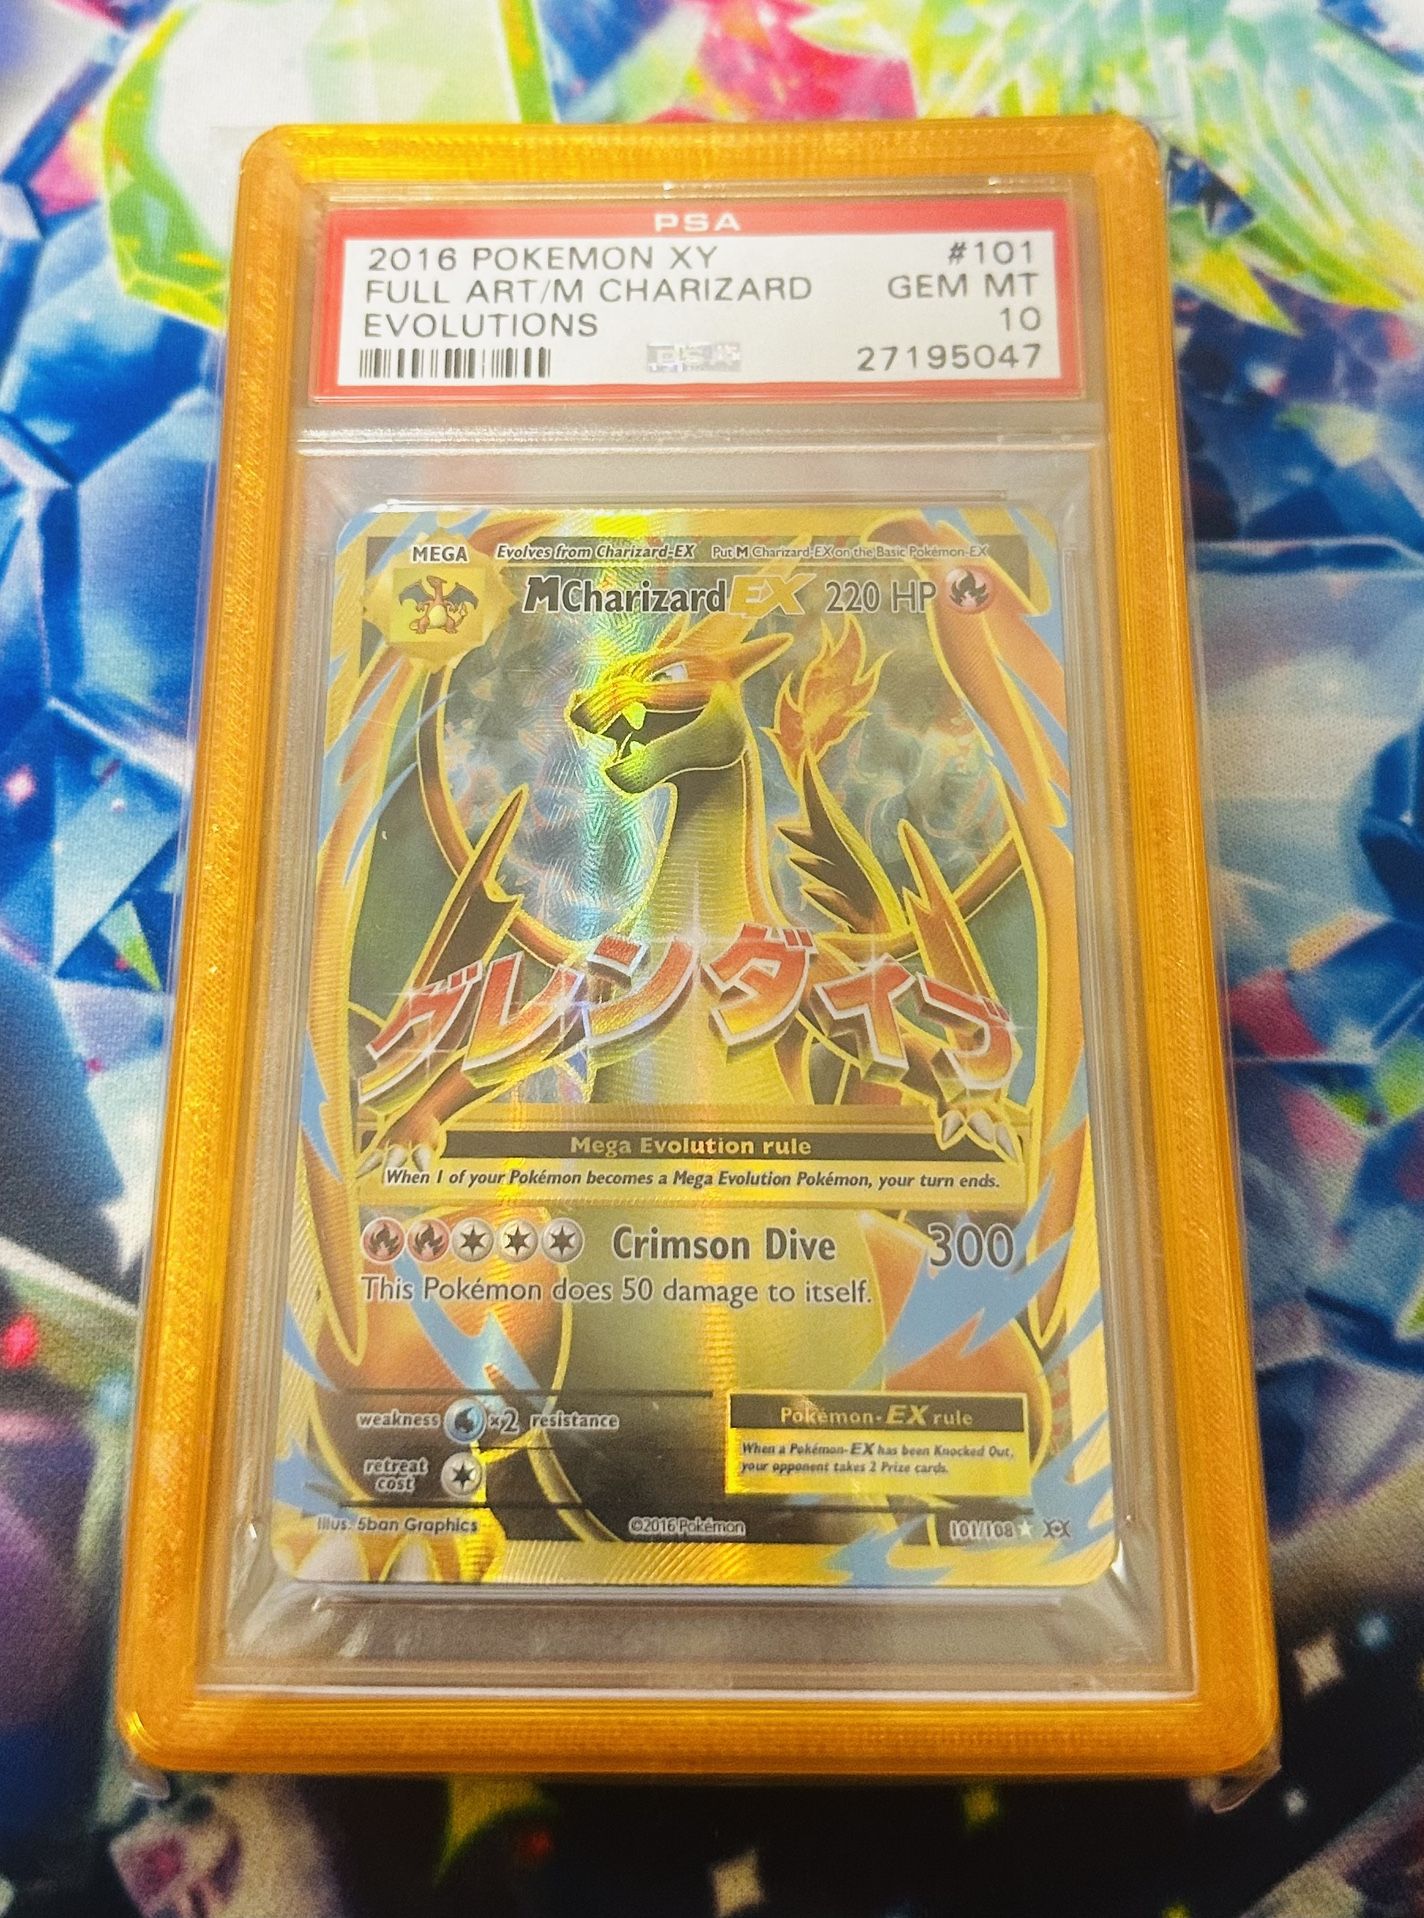 PSA
2016 POKEMON XY #101
FULL ART/M CHARIZARD GEM MT
EVOLUTIONS 10
27195047
MEGA Evolves from Charizard-EX Put M Charizard-EX on the Basic Pokémon-EX
M Charizard EX 220 HP
グレンダイブ
Mega Evolution rule
When 1 of your Pokémon becomes a Mega Evolution Pokémon, your turn ends.
Crimson Dive 300
This Pokémon does 50 damage to itself.
weakness ×2 resistance
retreat
cost
Pokémon-EX rule
When a Pokémon-EX has been Knocked Out,
your opponent takes 2 Prize cards.
Illus. 5ban Graphics ©2016 Pokémon 101/108